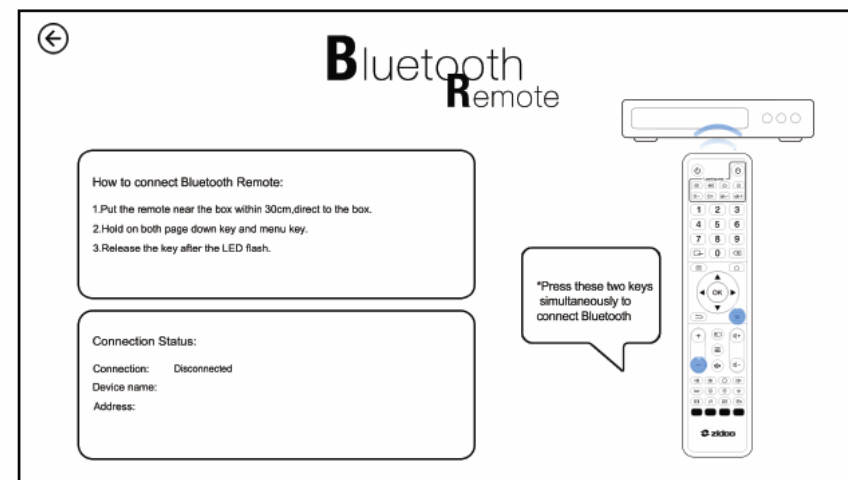 Bluetooth
Remote
How to connect Bluetooth Remote:
1.Put the remote near the box within 30cm,direct to the box.
2.Hold on both page down key and menu key.
3.Release the key after the LED flash.
*Press these two keys
simultaneously to
connect Bluetooth
Connection Status:
Connection: Disconnected
Device name:
Address:
1 2 3
4 5 6
7 8 9
0
OK
+
-
zidoo